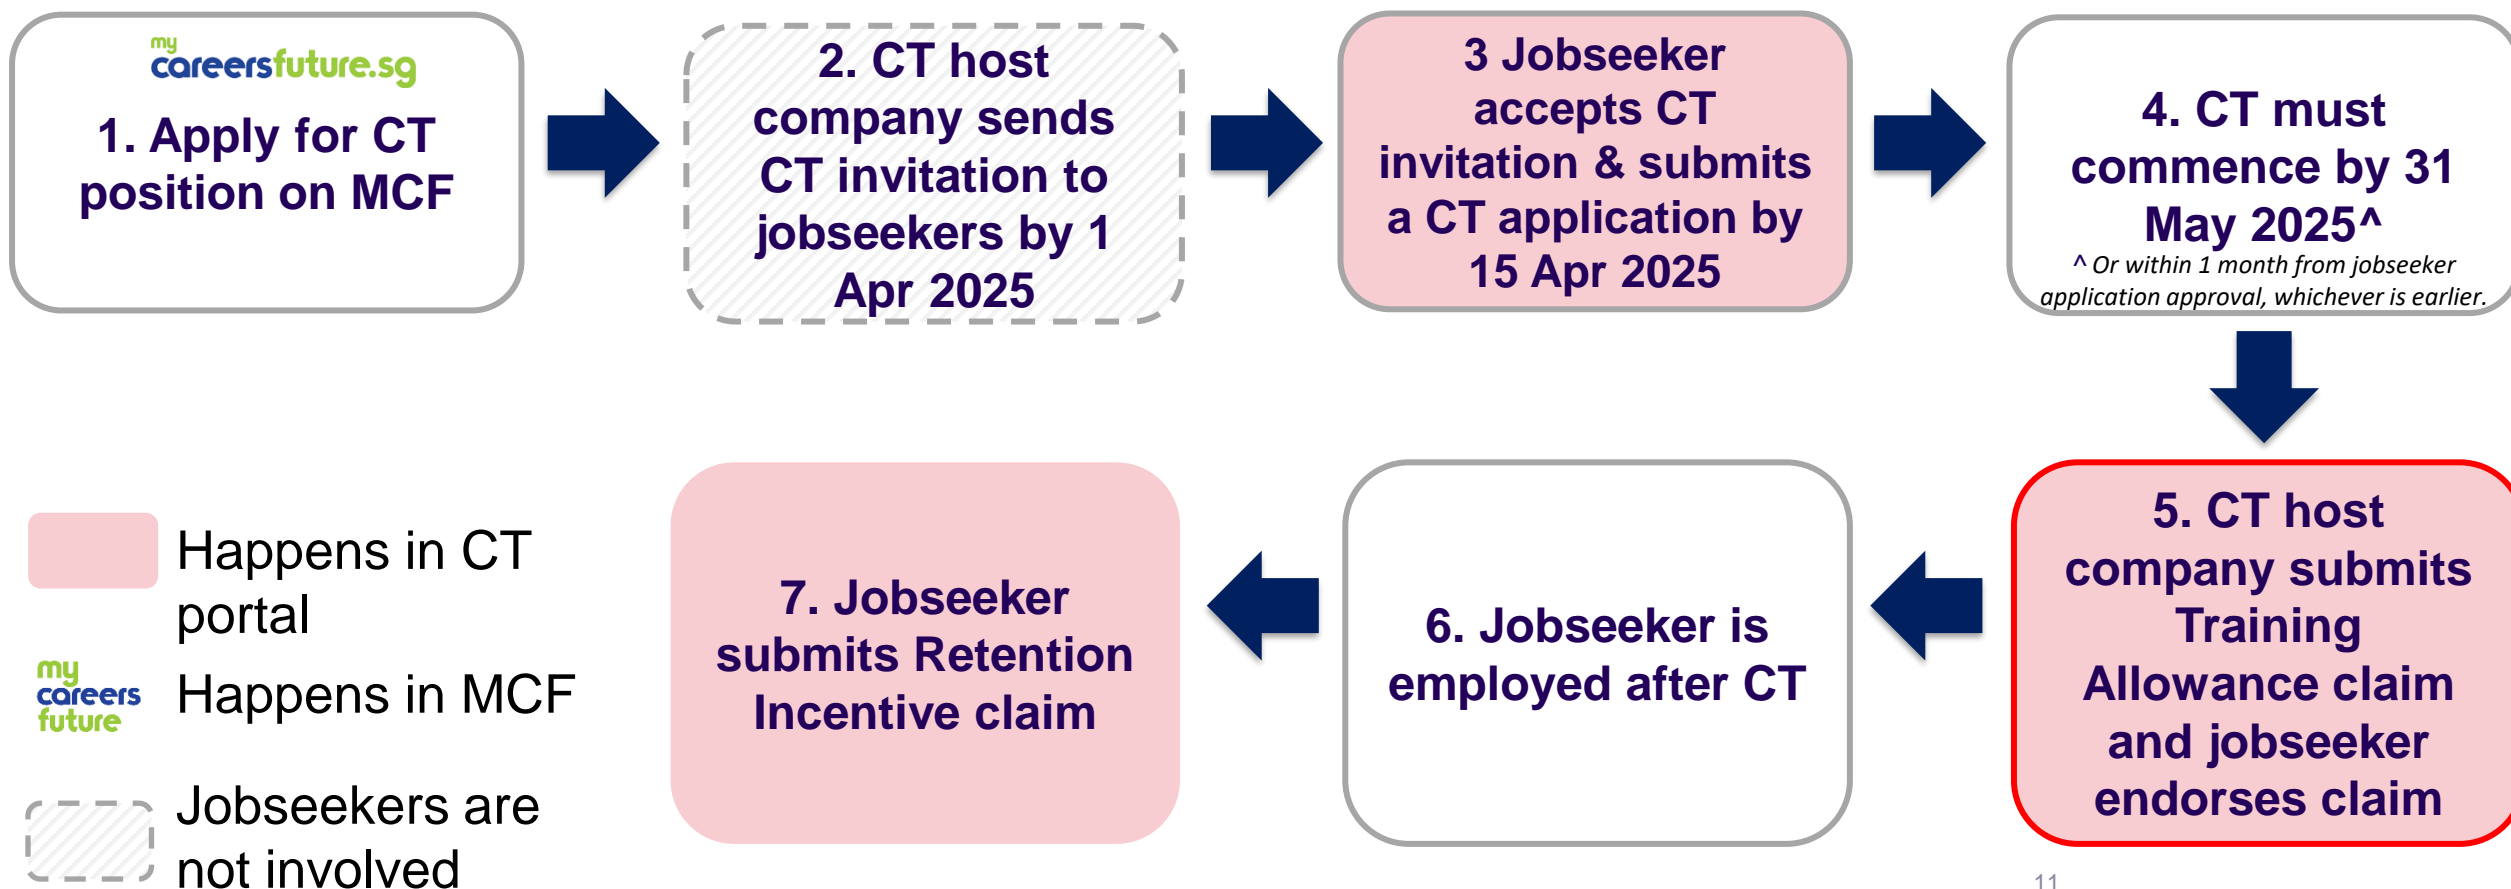 my
careersfuture.sg
1. Apply for CT
position on MCF
2. CT host
company sends
CT invitation to
jobseekers by 1
Apr 2025
3 Jobseeker
accepts CT
invitation & submits
a CT application by
15 Apr 2025
4. CT must
commence by 31
May 2025^
^ Or within 1 month from jobseeker
application approval, whichever is earlier.
5. CT host
company submits
Training
Allowance claim
and jobseeker
endorses claim
6. Jobseeker is
employed after CT
7. Jobseeker
submits Retention
Incentive claim
Happens in CT
portal
my
careers
future
Happens in MCF
Jobseekers are
not involved
11